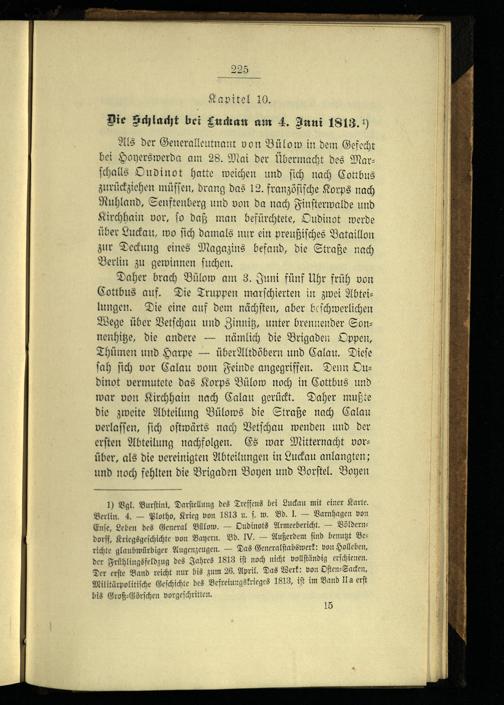 225
Kapitel 10.
Die Schlacht bei Luckau am 4. Juni 1813.¹)
Als der Generalleutnant von Bülow in dem Gefecht
bei Hoyerswerda am 28. Mai der Übermacht des Mar-
schalls Oudinot hatte weichen und sich nach Cottbus
zurückziehen müssen, drang das 12. französische Korps nach
Ruhland, Senftenberg und von da nach Finsterwalde und
Kirchhain vor, so daß man befürchtete, Oudinot werde
über Luckau, wo sich damals nur ein preußisches Bataillon
zur Deckung eines Magazins befand, die Straße nach
Berlin zu gewinnen suchen.
Daher brach Bülow am 3. Juni fünf Uhr früh von
Cottbus auf. Die Truppen marschierten in zwei Abtei-
lungen. Die eine auf dem nächsten, aber beschwerlichen
Wege über Vetschau und Zinnitz, unter brennender Son-
nenhitze, die andere — nämlich die Brigaden Oppen,
Thümen und Harpe — überAltdöbern und Calau. Diese
sah sich vor Calau vom Feinde angegriffen. Denn Ou-
dinot vermutete das Korps Bülow noch in Cottbus und
war von Kirchhain nach Calau gerückt. Daher mußte
die zweite Abteilung Bülows die Straße nach Calau
verlassen, sich ostwärts nach Vetschau wenden und der
ersten Abteilung nachfolgen. Es war Mitternacht vor-
über, als die vereinigten Abteilungen in Luckau anlangten;
und noch fehlten die Brigaden Boyen und Borstel. Boyen
1) Vgl. Burstini, Darstellung des Treffens bei Luckau mit einer Karte.
Berlin. 4. — Plotho, Krieg von 1813 u. s. w. Bd. I. — Varnhagen von
Ense, Leben des General Bülow. — Oudinots Armeebericht. — Völdern-
dorff, Kriegsgeschichte von Bayern. Bd. IV. — Außerdem sind benutzt Be-
richte glaubwürdiger Augenzeugen. — Das Generalstabswerk: von Holleben,
der Frühlingsfeldzug des Jahres 1813 ist noch nicht vollständig erschienen.
Der erste Band reicht nur bis zum 26. April. Das Werk: von Osten-Sacken,
Militärpolitische Geschichte des Befreiungskrieges 1813, ist im Band IIa erst
bis Groß-Görschen vorgeschritten.
15